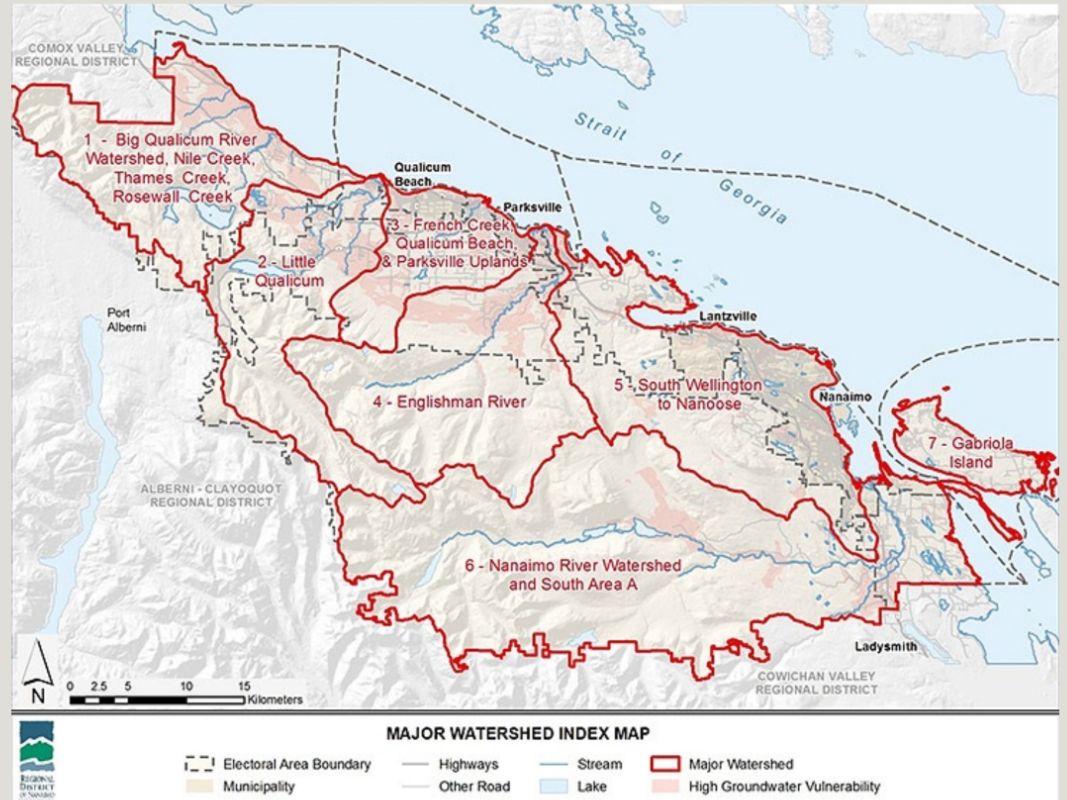 COMOX VALLEY
REGIONAL DISTRICT
1 - Big Qualicum River
Watershed, Nile Creek,
Thames Creek,
Rosewall Creek
Strait of
Georgia
Qualicum
Beach
Parksville
3 - French Creek,
Qualicum Beach,
& Parksville Uplands
2 - Little
Qualicum
Port
Alberni
Lantzville
5 - South Wellington
to Nanoose
Nanaimo
4 - Englishman River
7 - Gabriola
Island
ALBERNI - CLAYOQUOT
REGIONAL DISTRICT
6 - Nanaimo River Watershed
and South Area A
Ladysmith
COWICHAN VALLEY
REGIONAL DISTRICT
N
0 2.5 5 10 15
Kilometers
MAJOR WATERSHED INDEX MAP
Electoral Area Boundary
Highways
Stream
Major Watershed
Municipality
Other Road
Lake
High Groundwater Vulnerability
REGIONAL
DISTRICT
OF NANAIMO